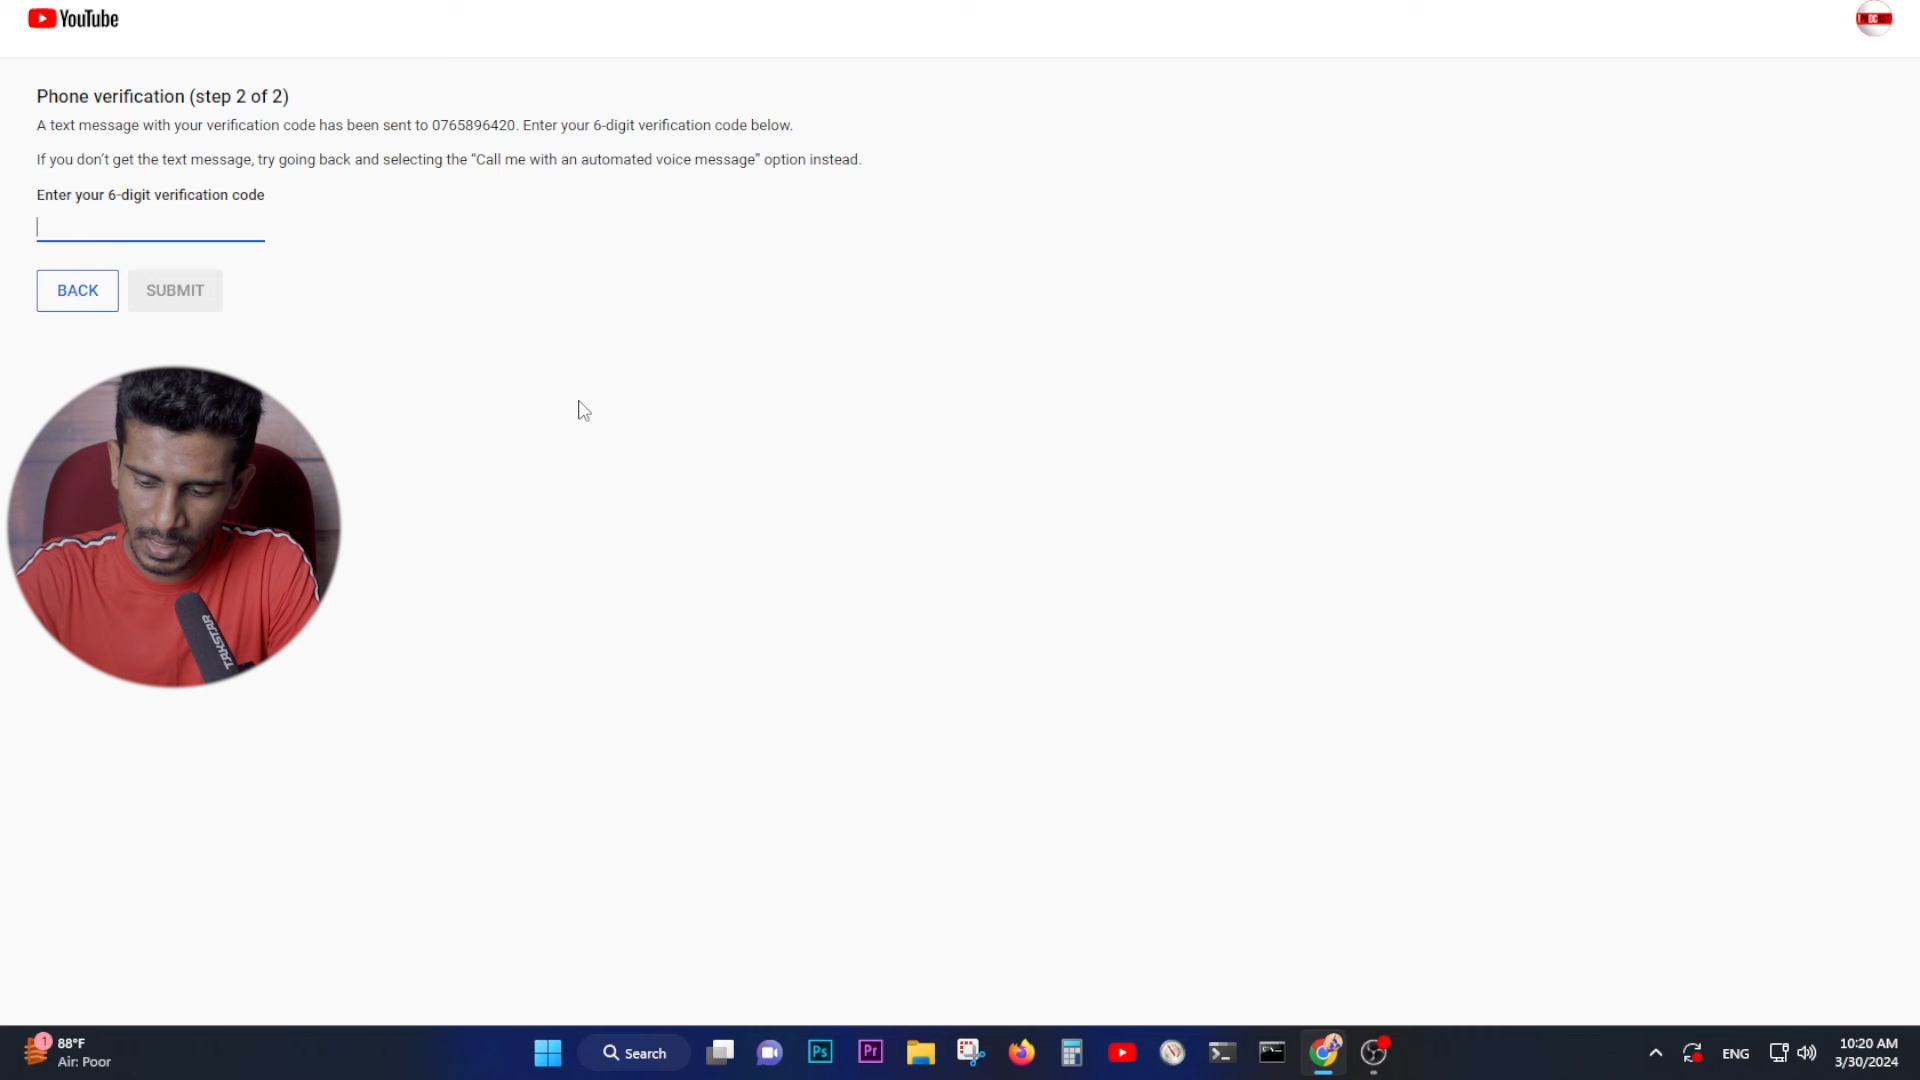 YouTube
Phone verification (step 2 of 2)
A text message with your verification code has been sent to 0765896420. Enter your 6-digit verification code below.
If you don’t get the text message, try going back and selecting the “Call me with an automated voice message” option instead.
Enter your 6-digit verification code
BACK
SUBMIT
TAKSTAR
1
88°F
Air: Poor
Search
Ps
Pr
ENG
10:20 AM
3/30/2024